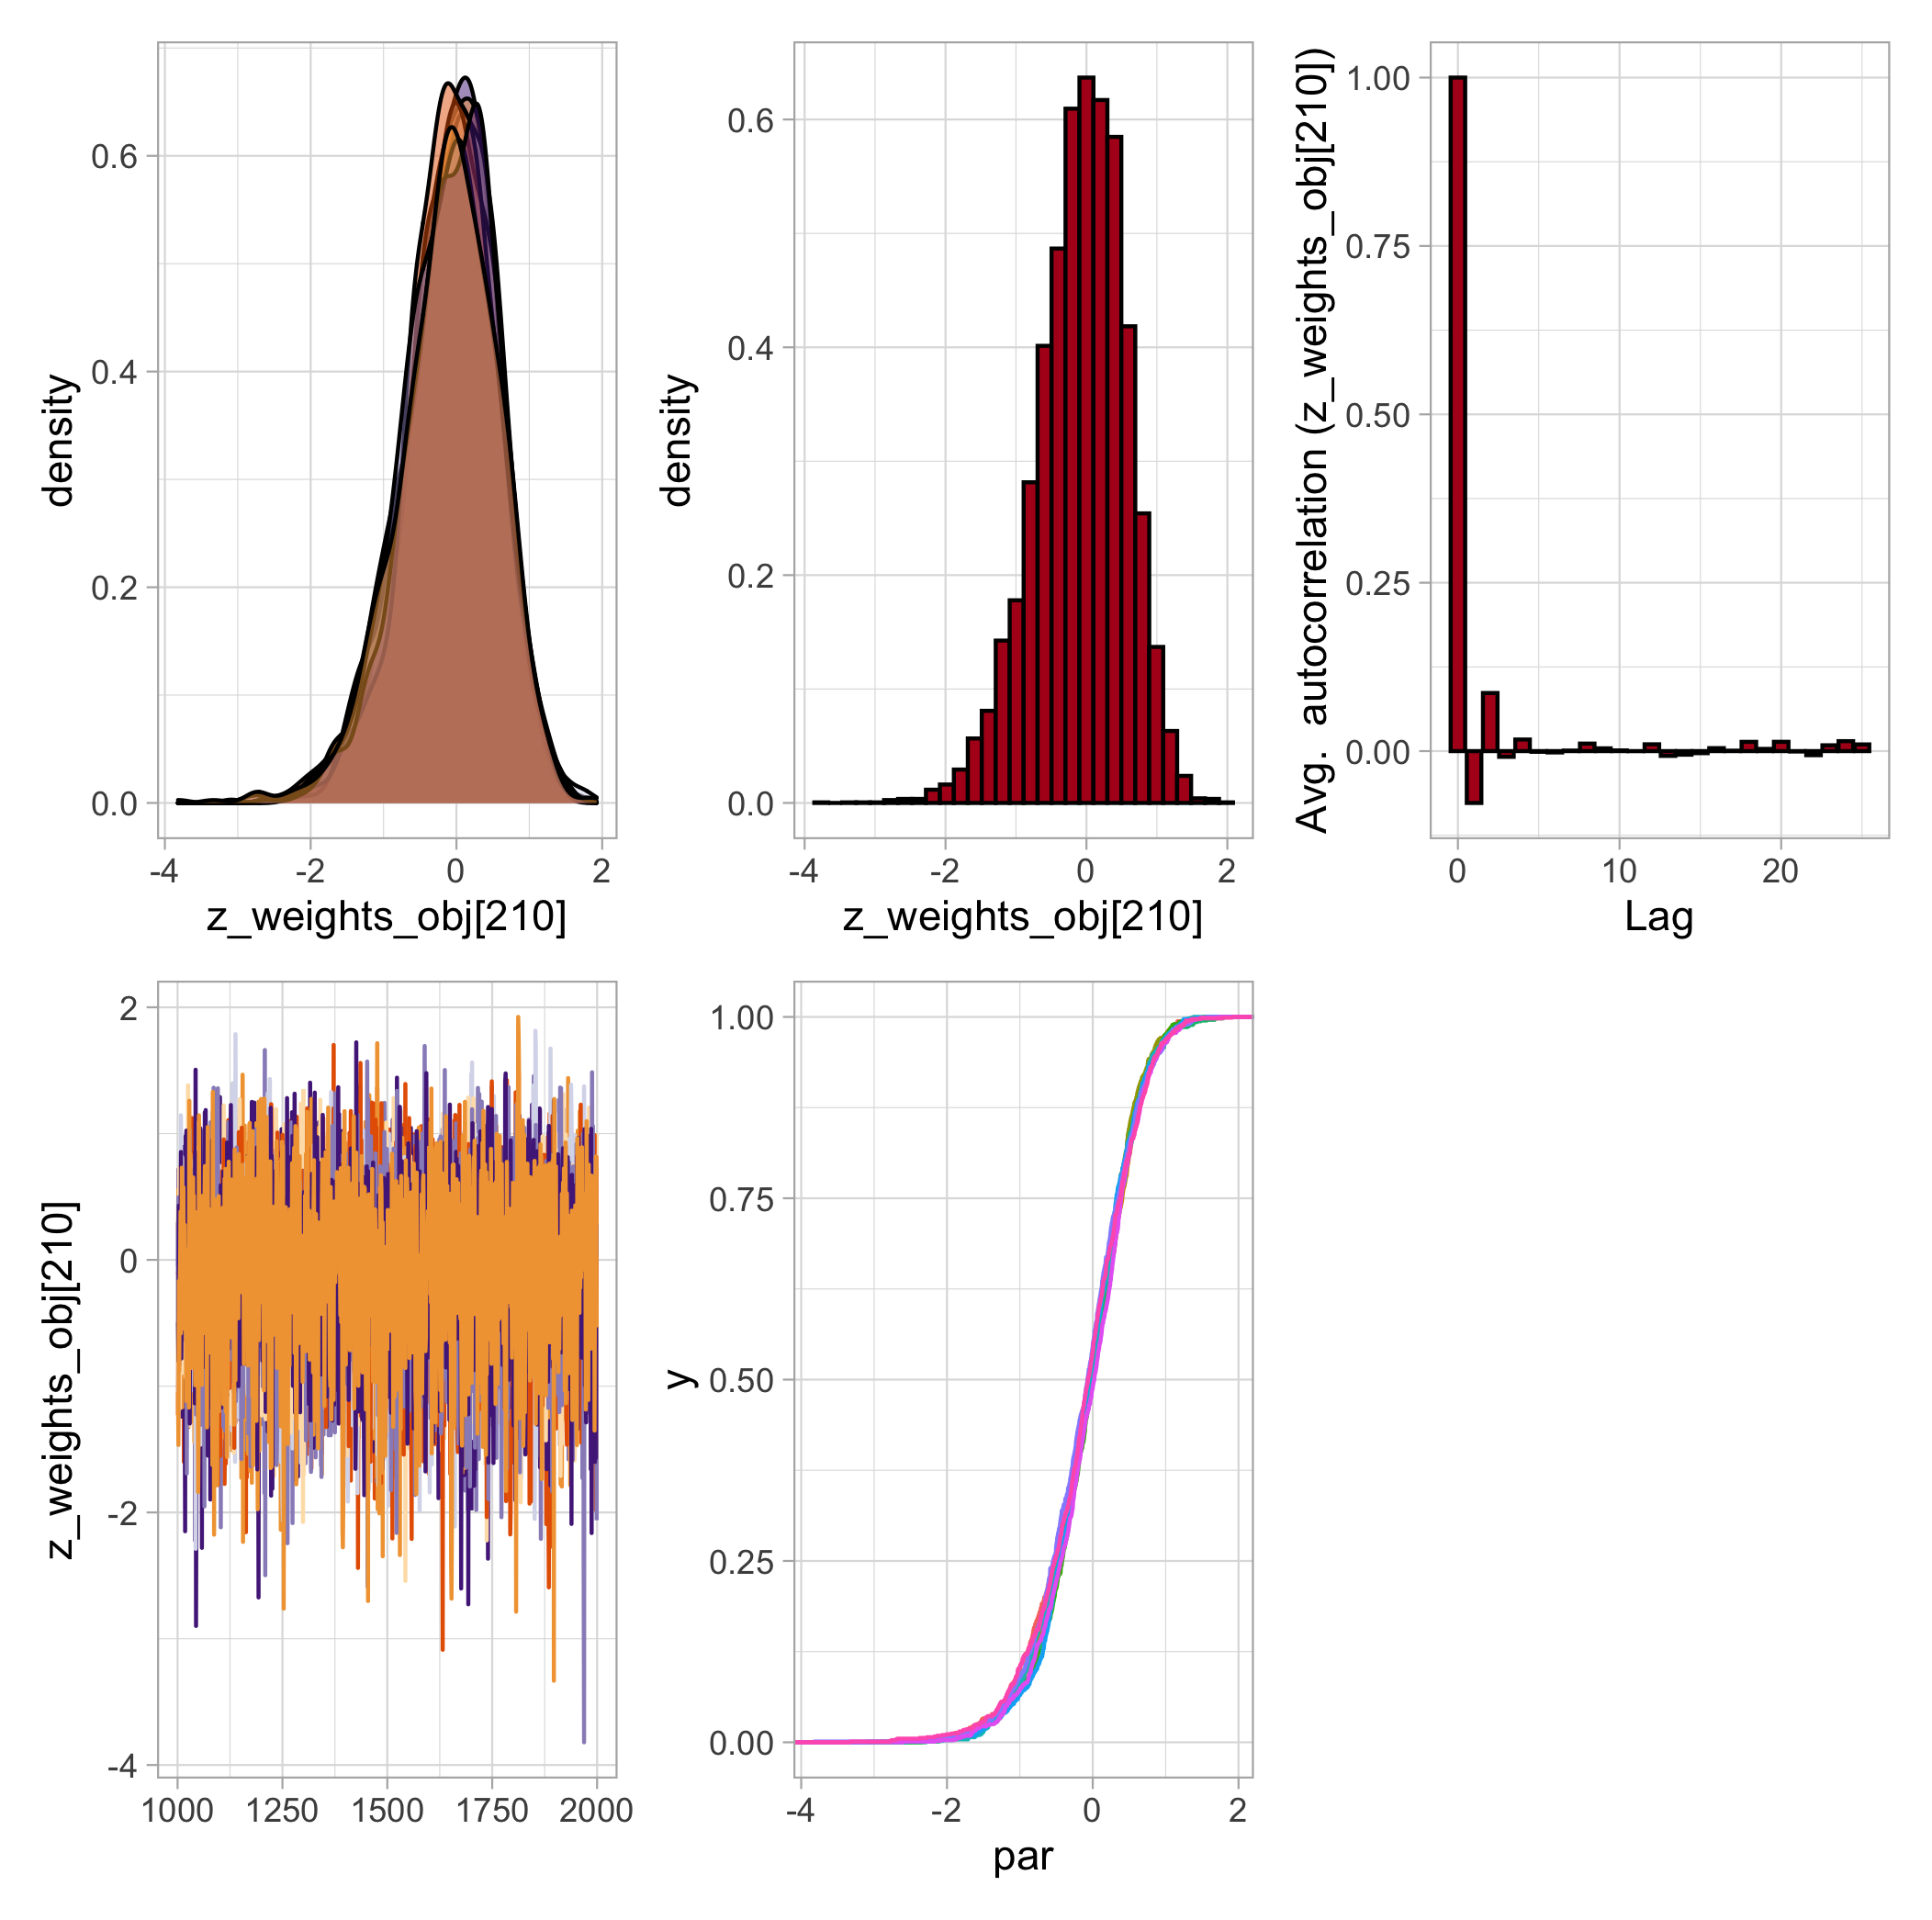 density
0.6
0.4
0.2
0.0
-4 -2 0 2
z_weights_obj[210]
density
0.6
0.4
0.2
0.0
-4 -2 0 2
z_weights_obj[210]
Avg. autocorrelation (z_weights_obj[210])
1.00
0.75
0.50
0.25
0.00
0 10 20
Lag
z_weights_obj[210]
2
0
-2
-4
1000 1250 1500 1750 2000
y
1.00
0.75
0.50
0.25
0.00
-4 -2 0 2
par